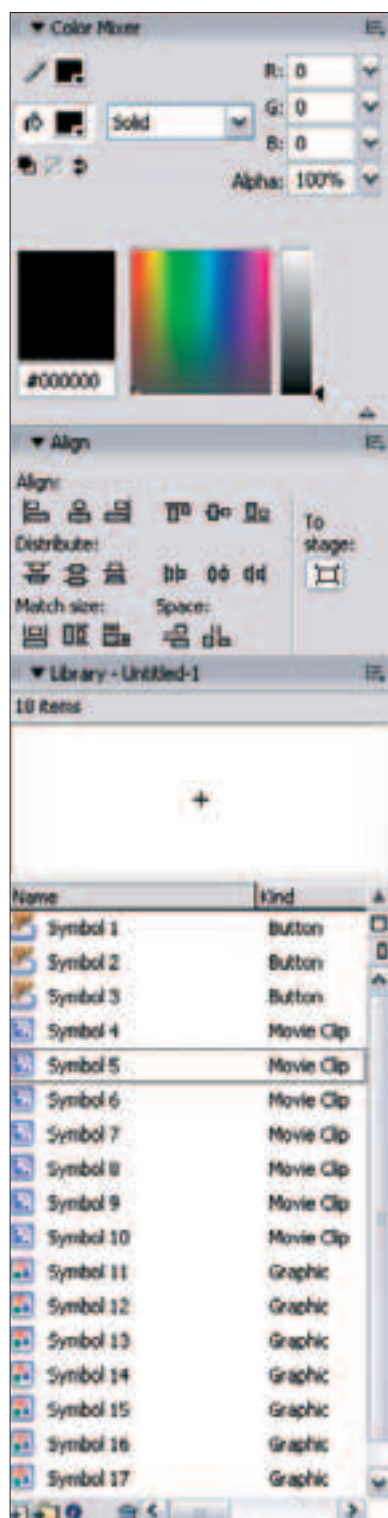 Color Mixer
R: 0
Solid
G: 0
B: 0
Alpha: 100%
#000000
Align
Align:
To stage:
Distribute:
Match size: Space:
Library - Untitled-1
18 items
Name Kind
Symbol 1 Button
Symbol 2 Button
Symbol 3 Button
Symbol 4 Movie Clip
Symbol 5 Movie Clip
Symbol 6 Movie Clip
Symbol 7 Movie Clip
Symbol 8 Movie Clip
Symbol 9 Movie Clip
Symbol 10 Movie Clip
Symbol 11 Graphic
Symbol 12 Graphic
Symbol 13 Graphic
Symbol 14 Graphic
Symbol 15 Graphic
Symbol 16 Graphic
Symbol 17 Graphic